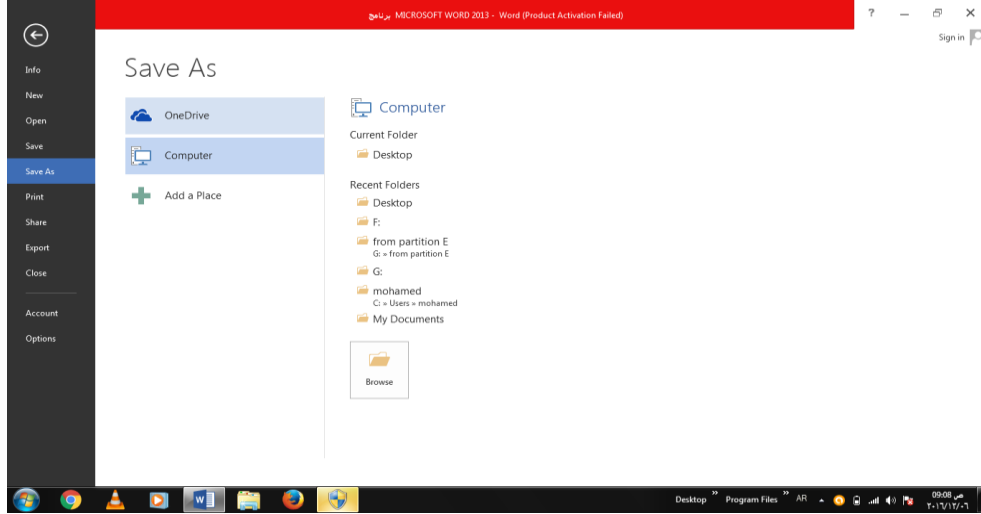 برنامج MICROSOFT WORD 2013 - Word (Product Activation Failed)
?
Sign in
Info
New
Open
Save
Save As
Print
Share
Export
Close
Account
Options
Save As
OneDrive
Computer
Add a Place
Computer
Current Folder
Desktop
Recent Folders
Desktop
F:
from partition E
G: » from partition E
G:
mohamed
C: » Users » mohamed
My Documents
Browse
Desktop » Program Files » AR
09:08 ص
٢٠١٦/١٢/٠٦